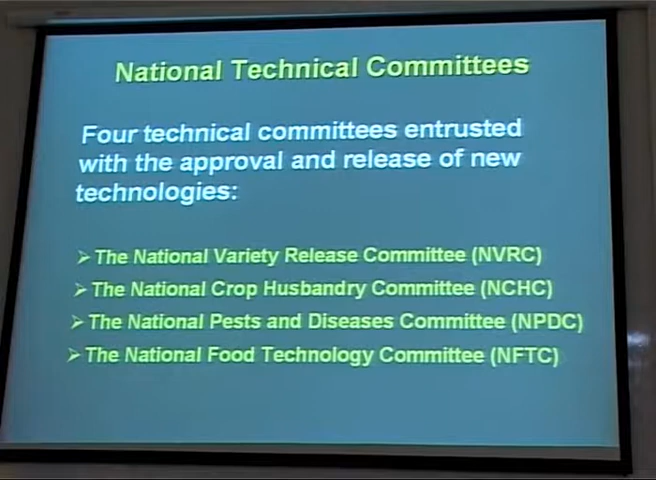 National Technical Committees
Four technical committees entrusted
with the approval and release of new
technologies:
➢ The National Variety Release Committee (NVRC)
➢ The National Crop Husbandry Committee (NCHC)
➢ The National Pests and Diseases Committee (NPDC)
➢ The National Food Technology Committee (NFTC)